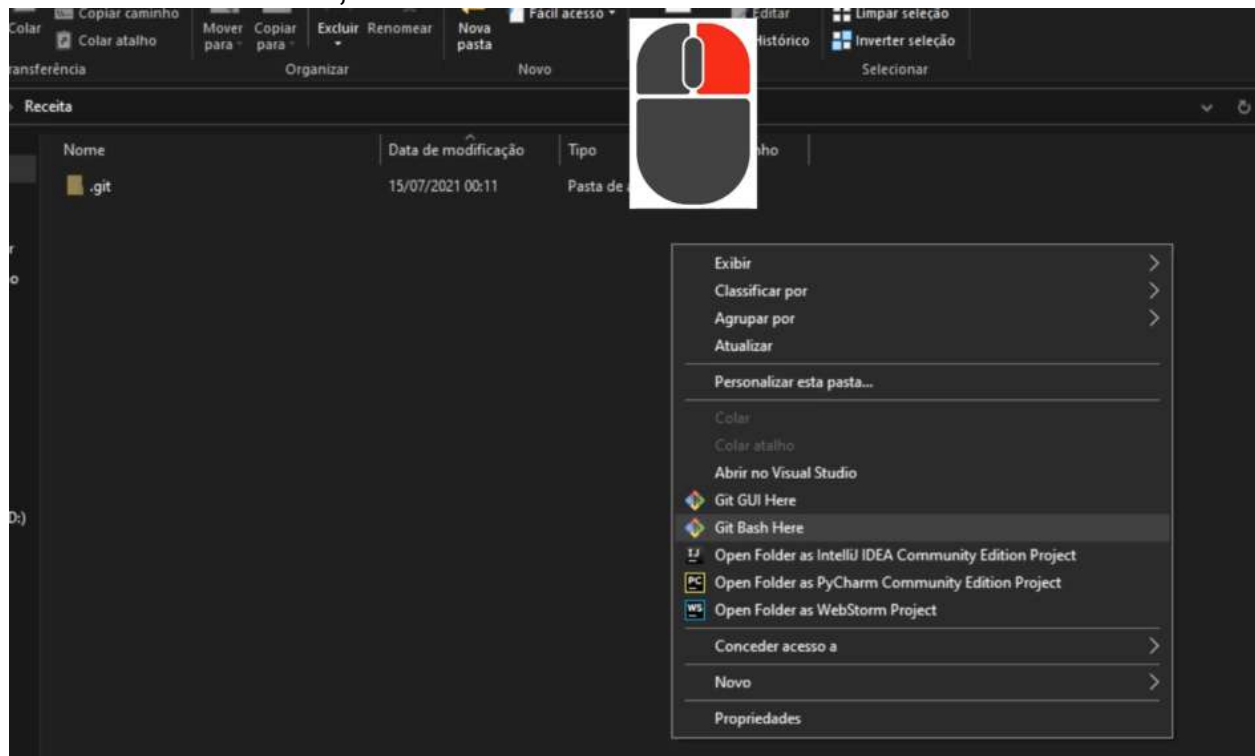 Copiar caminho
Fácil acesso
Editar
Limpar seleção
Colar
Colar atalho
Mover para
Copiar para
Excluir
Renomear
Nova pasta
Histórico
Inverter seleção
Organizar
Novo
Selecionar
Receita
Nome
Data de modificação
Tipo
.git
15/07/2021 00:11
Pasta de
Exibir
Classificar por
Agrupar por
Atualizar
Personalizar esta pasta...
Colar
Colar atalho
Abrir no Visual Studio
Git GUI Here
Git Bash Here
Open Folder as IntelliJ IDEA Community Edition Project
Open Folder as PyCharm Community Edition Project
Open Folder as WebStorm Project
D:)
Conceder acesso a
Novo
Propriedades